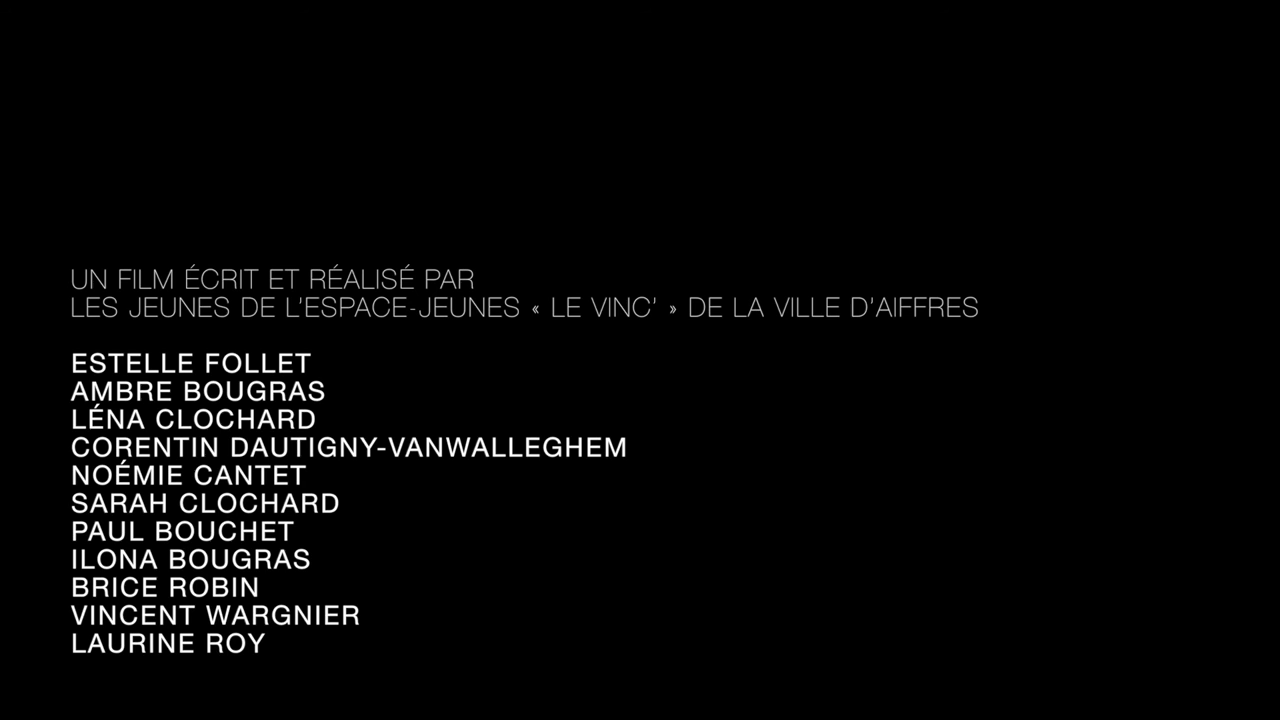 UN FILM ÉCRIT ET RÉALISÉ PAR
LES JEUNES DE L’ESPACE-JEUNES « LE VINC’ » DE LA VILLE D’AIFFRES
ESTELLE FOLLET
AMBRE BOUGRAS
LÉNA CLOCHARD
CORENTIN DAUTIGNY-VANWALLEGHEM
NOÉMIE CANTET
SARAH CLOCHARD
PAUL BOUCHET
ILONA BOUGRAS
BRICE ROBIN
VINCENT WARGNIER
LAURINE ROY